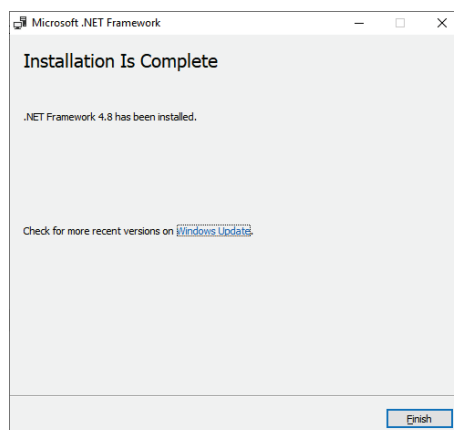 Microsoft .NET Framework
Installation Is Complete
.NET Framework 4.8 has been installed.
Check for more recent versions on Windows Update.
Finish